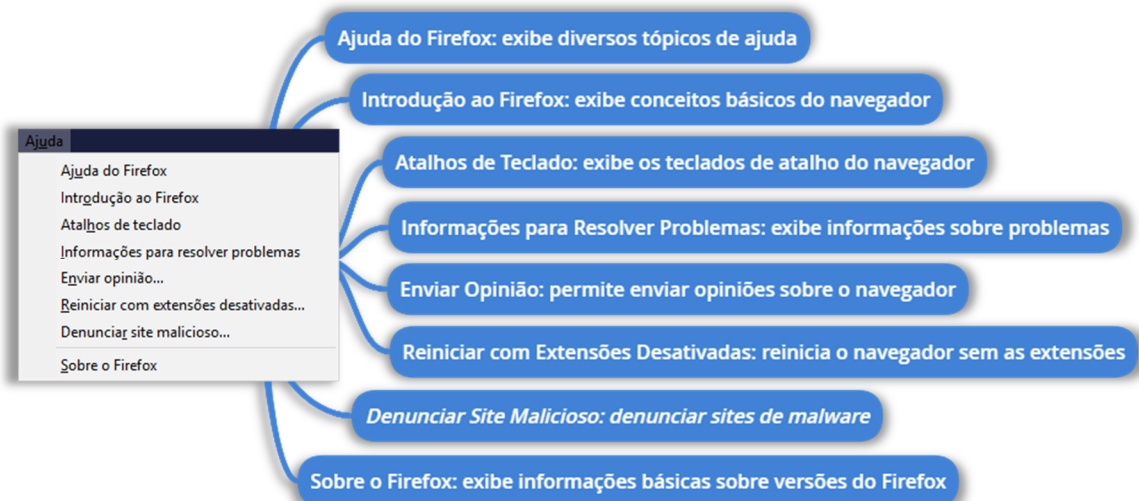 Ajuda do Firefox: exibe diversos tópicos de ajuda
Introdução ao Firefox: exibe conceitos básicos do navegador
Atalhos de Teclado: exibe os teclados de atalho do navegador
Informações para Resolver Problemas: exibe informações sobre problemas
Enviar Opinião: permite enviar opiniões sobre o navegador
Reiniciar com Extensões Desativadas: reinicia o navegador sem as extensões
Denunciar Site Malicioso: denunciar sites de malware
Sobre o Firefox: exibe informações básicas sobre versões do Firefox
Ajuda
Ajuda do Firefox
Introdução ao Firefox
Atalhos de teclado
Informações para resolver problemas
Enviar opinião...
Reiniciar com extensões desativadas...
Denunciar site malicioso...
Sobre o Firefox